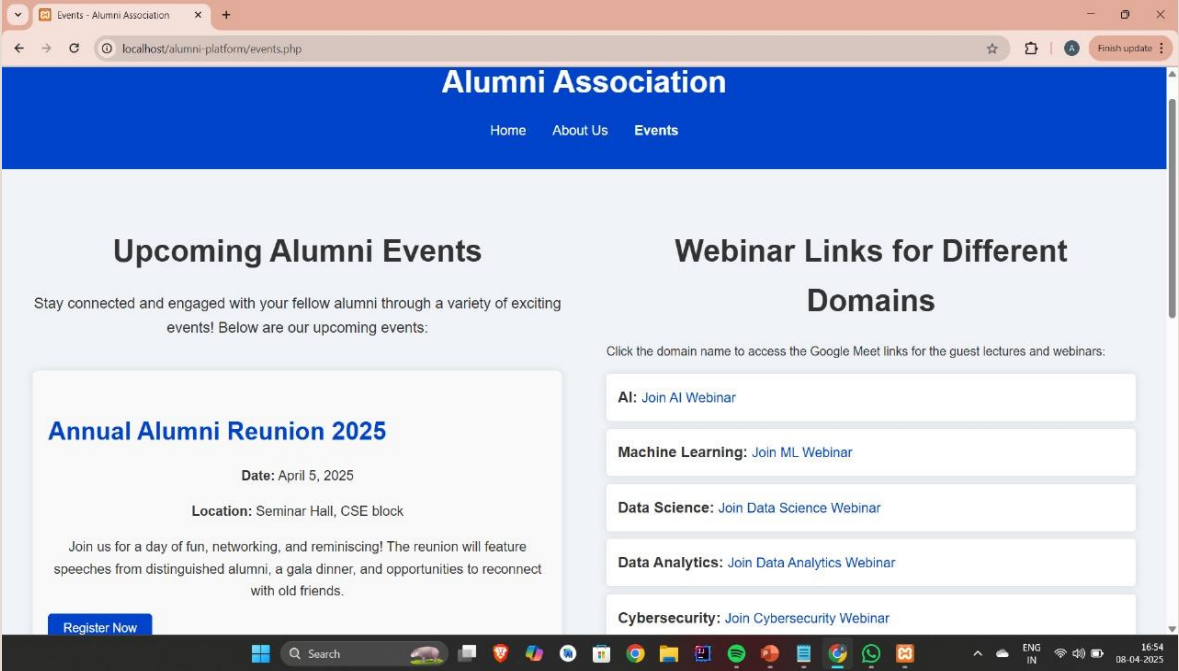 Events - Alumni Association
localhost/alumni-platform/events.php
A
Finish update
Alumni Association
Home About Us Events
Upcoming Alumni Events
Stay connected and engaged with your fellow alumni through a variety of exciting
events! Below are our upcoming events:
Annual Alumni Reunion 2025
Date: April 5, 2025
Location: Seminar Hall, CSE block
Join us for a day of fun, networking, and reminiscing! The reunion will feature
speeches from distinguished alumni, a gala dinner, and opportunities to reconnect
with old friends.
Register Now
Webinar Links for Different
Domains
Click the domain name to access the Google Meet links for the guest lectures and webinars:
AI: Join AI Webinar
Machine Learning: Join ML Webinar
Data Science: Join Data Science Webinar
Data Analytics: Join Data Analytics Webinar
Cybersecurity: Join Cybersecurity Webinar
Search
ENG
IN
16:54
08-04-2025